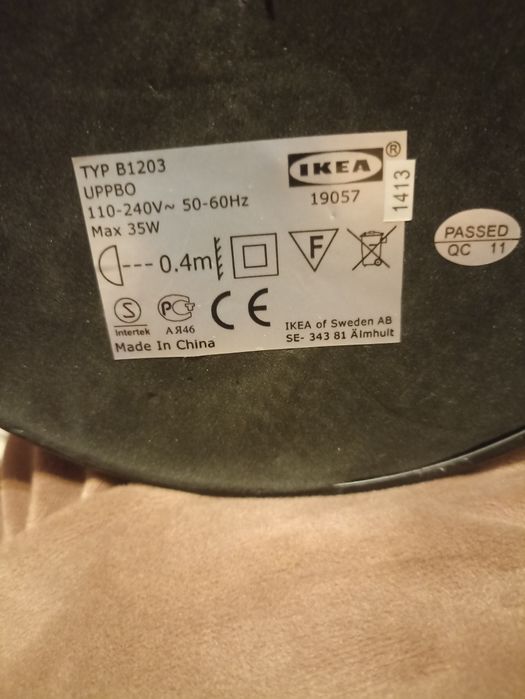 TYP B1203
UPPBO
110-240V~ 50-60Hz
Max 35W
IKEA®
19057
1413
0.4m
F
S
Intertek
PCT
АЯ46
CE
Made In China
IKEA of Sweden AB
SE- 343 81 Älmhult
PASSED
QC 11